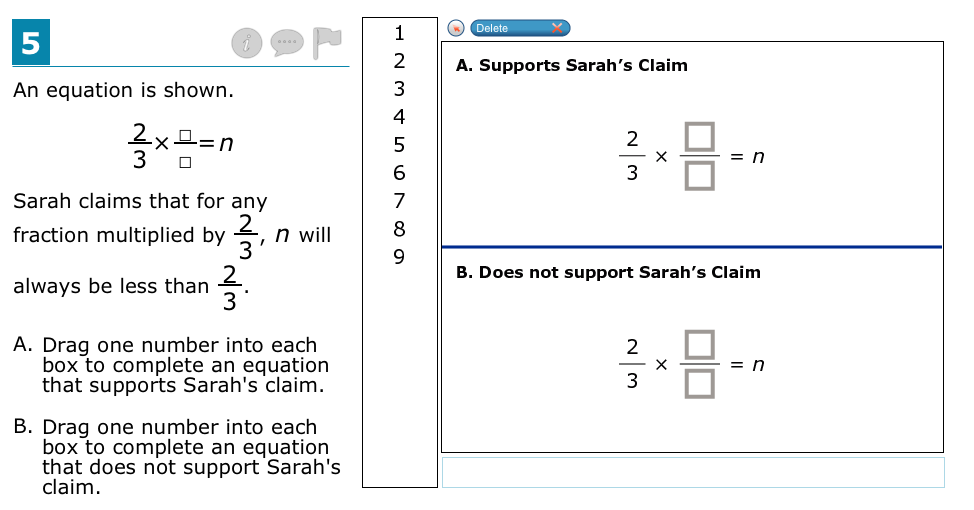 5
An equation is shown.
2/3 × □/□ = n
Sarah claims that for any
fraction multiplied by 2/3, n will
always be less than 2/3.
A. Drag one number into each
box to complete an equation
that supports Sarah's claim.
B. Drag one number into each
box to complete an equation
that does not support Sarah's
claim.
1
2
3
4
5
6
7
8
9
Delete
A. Supports Sarah’s Claim
2/3 × □/□ = n
B. Does not support Sarah’s Claim
2/3 × □/□ = n